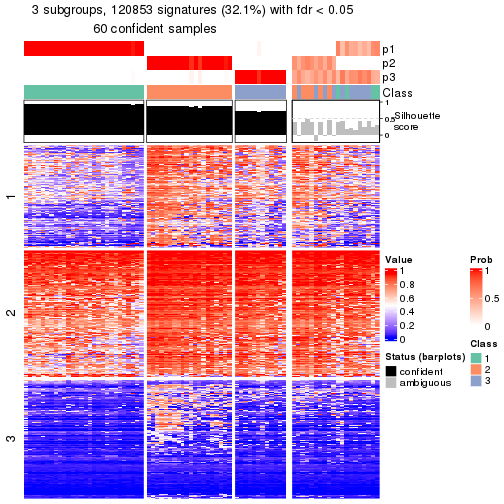 3 subgroups, 120853 signatures (32.1%) with fdr < 0.05
60 confident samples
p1
p2
p3
Class
1
0.5
0
Silhouette
score
1
2
3
Value
1
0.8
0.6
0.4
0.2
0
Prob
1
0.5
0
Status (barplots)
confident
ambiguous
Class
1
2
3